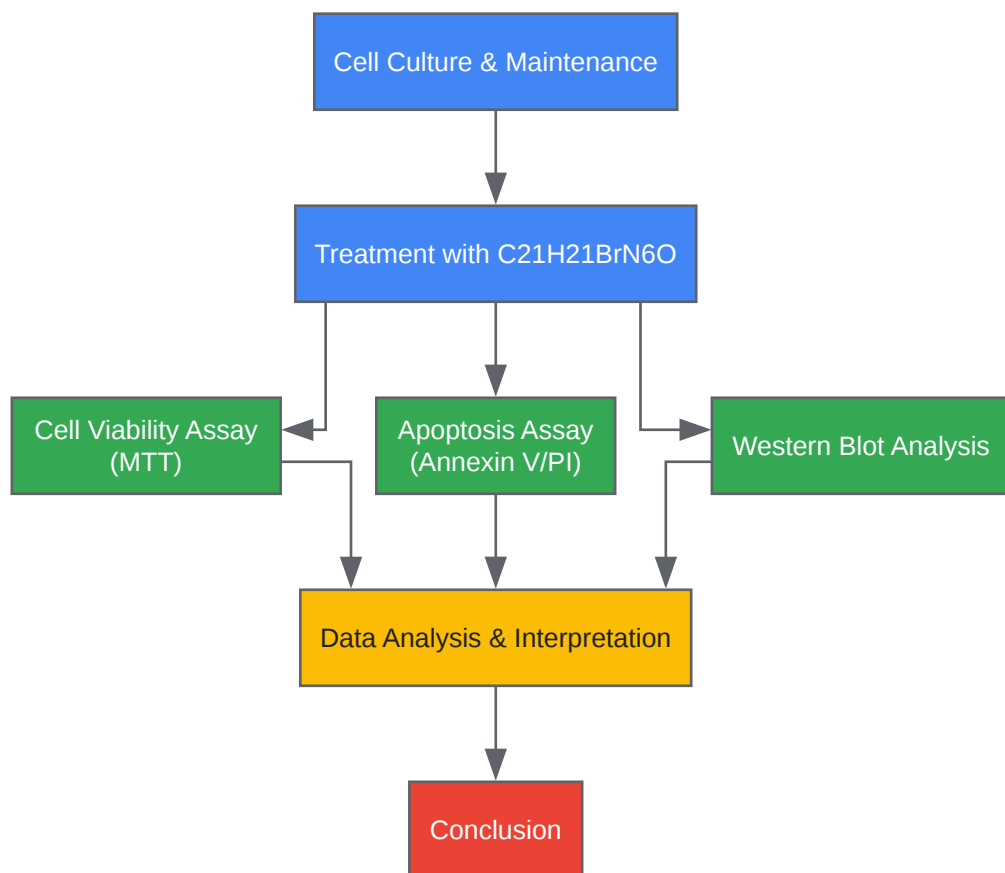 Cell Culture & Maintenance
Treatment with C21H21BrN6O
Cell Viability Assay
(MTT)
Apoptosis Assay
(Annexin V/PI)
Western Blot Analysis
Data Analysis & Interpretation
Conclusion